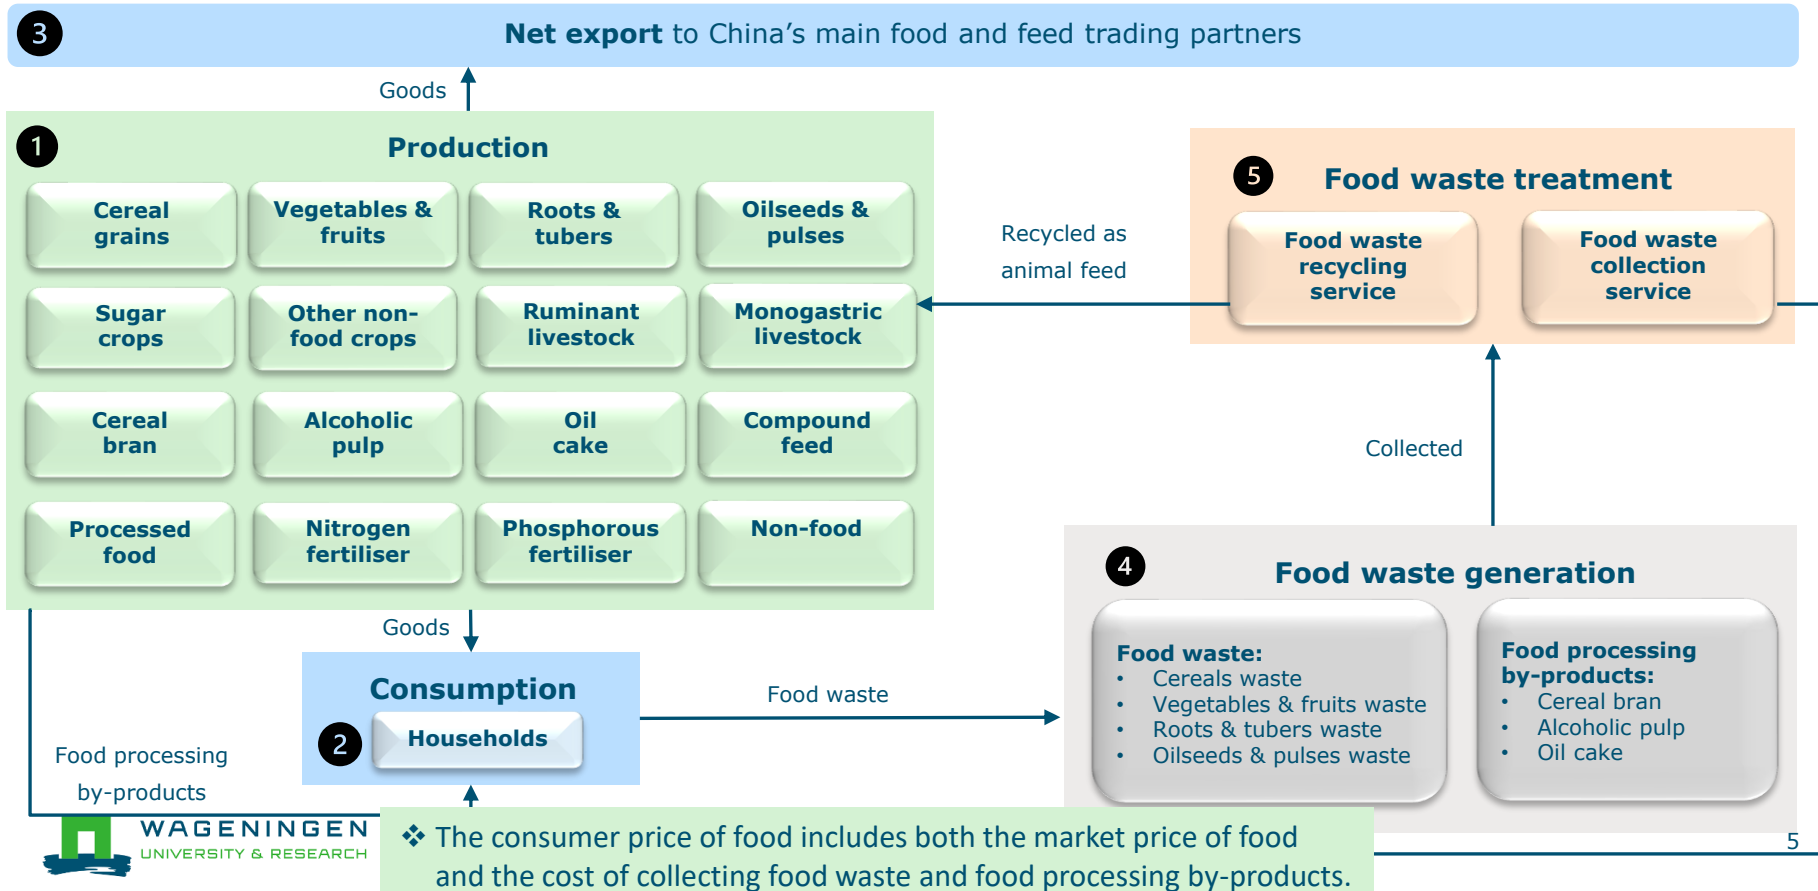 3
Net export to China's main food and feed trading partners
Goods
1
Production
Cereal
grains
Vegetables &
fruits
Roots &
tubers
Oilseeds &
pulses
Sugar
crops
Other non-
food crops
Ruminant
livestock
Monogastric
livestock
Cereal
bran
Alcoholic
pulp
Oil
cake
Compound
feed
Processed
food
Nitrogen
fertiliser
Phosphorous
fertiliser
Non-food
Recycled as
animal feed
5
Food waste treatment
Food waste
recycling
service
Food waste
collection
service
Collected
Goods
Consumption
2
Households
Food waste
4
Food waste generation
Food waste:
• Cereals waste
• Vegetables & fruits waste
• Roots & tubers waste
• Oilseeds & pulses waste
Food processing
by-products:
• Cereal bran
• Alcoholic pulp
• Oil cake
Food processing
by-products
WAGENINGEN
UNIVERSITY & RESEARCH
❖ The consumer price of food includes both the market price of food
and the cost of collecting food waste and food processing by-products.
5